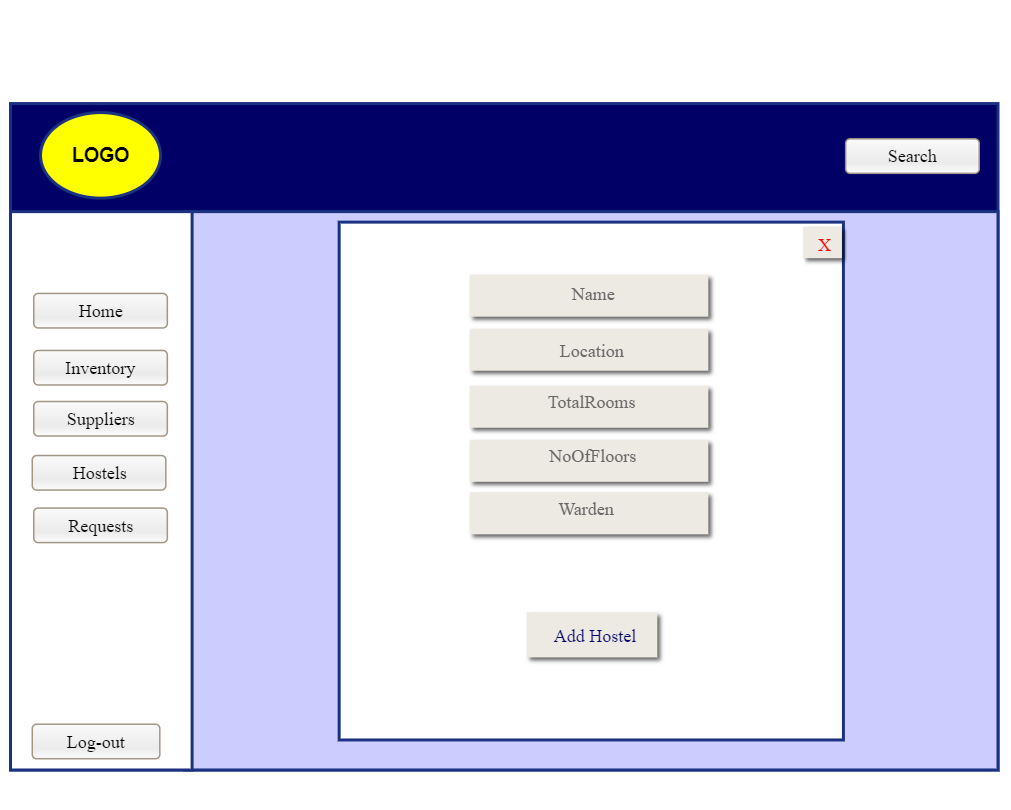 LOGO
Search
X
Name
Location
TotalRooms
NoOfFloors
Warden
Add Hostel
Home
Inventory
Suppliers
Hostels
Requests
Log-out